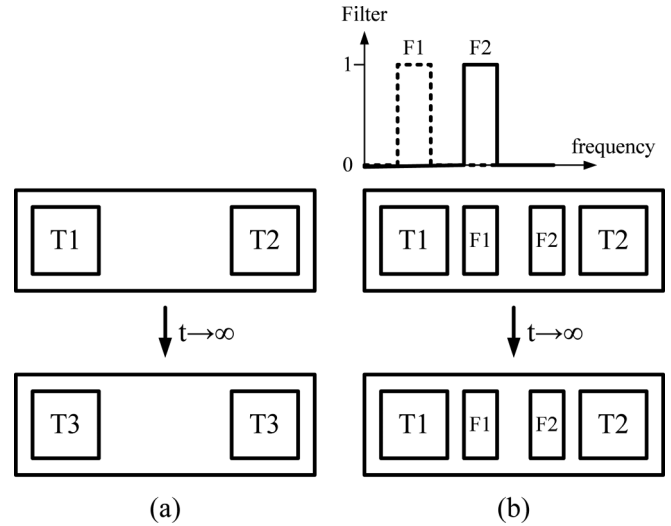 Filter
F1 F2
1
0
frequency
T1 T2
T1 F1 F2 T2
t→∞
t→∞
T3 T3
T1 F1 F2 T2
(a)
(b)